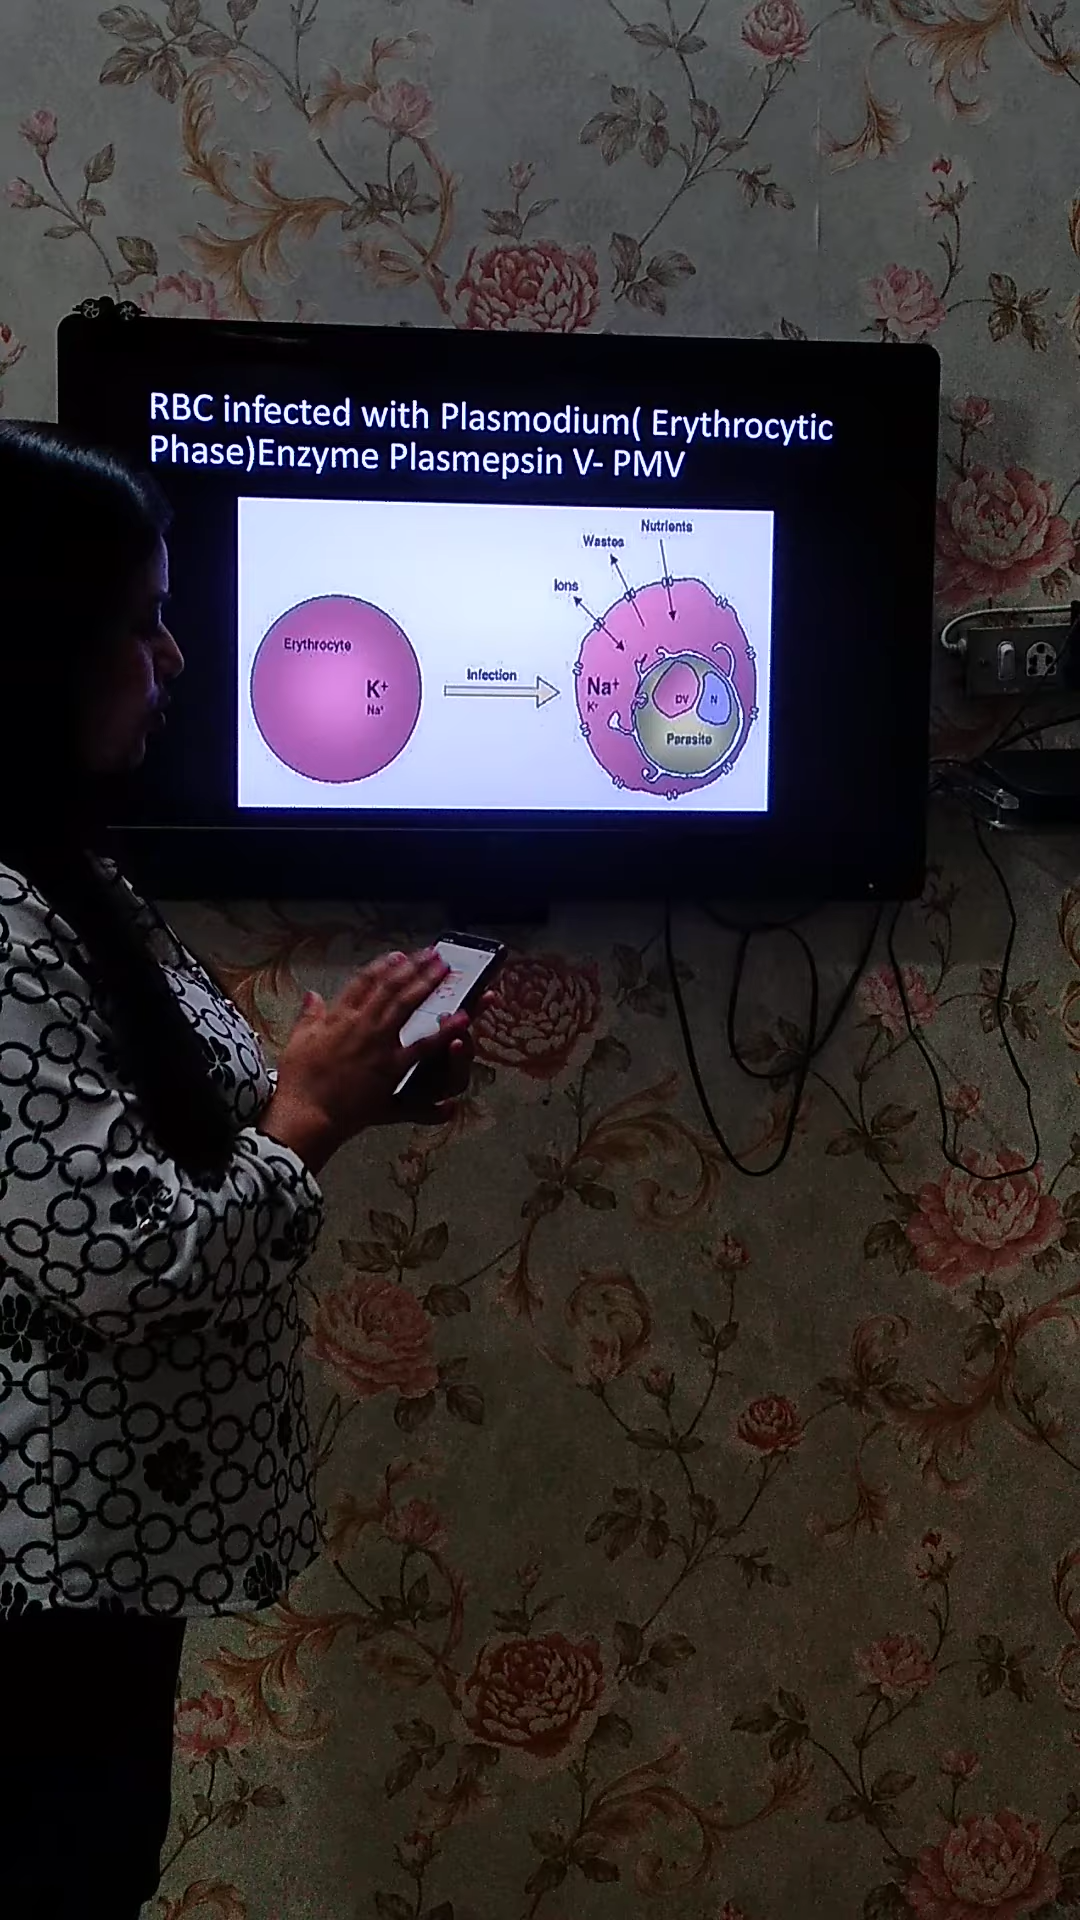 RBC infected with Plasmodium( Erythrocytic
Phase)Enzyme Plasmepsin V- PMV
Nutrients
Wastes
Ions
Erythrocyte
Infection
K+
Na+
Na+
K+
DV
N
Parasite